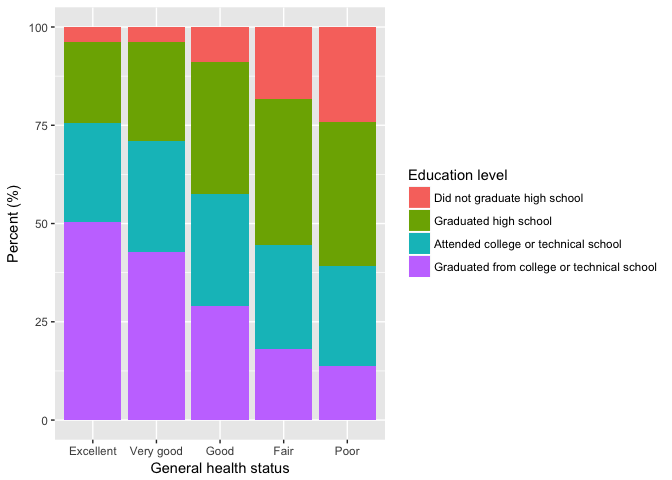 Percent (%)
100
75
50
25
0
Excellent
Very good
Good
Fair
Poor
General health status
Education level
Did not graduate high school
Graduated high school
Attended college or technical school
Graduated from college or technical school